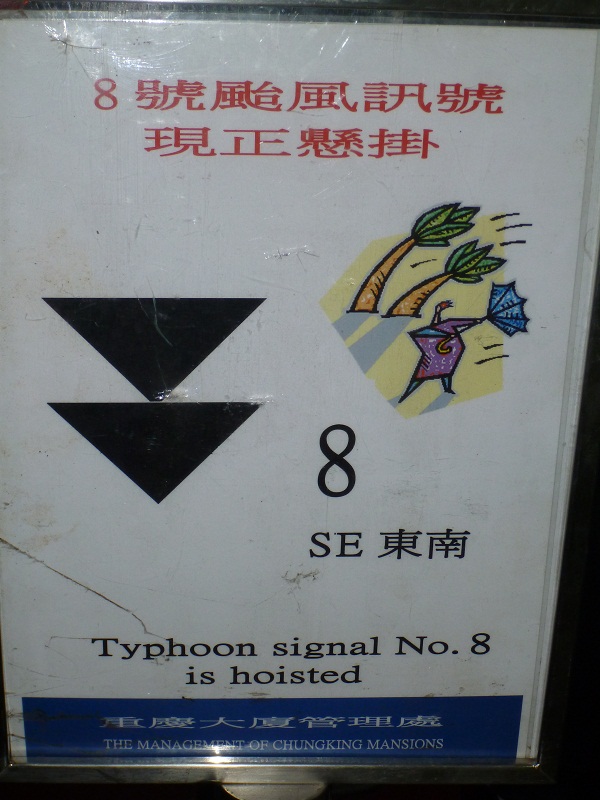 8 號颱風訊號
現正懸掛
8
SE 東南
Typhoon signal No. 8
is hoisted
重慶大廈管理處
THE MANAGEMENT OF CHUNGKING MANSIONS